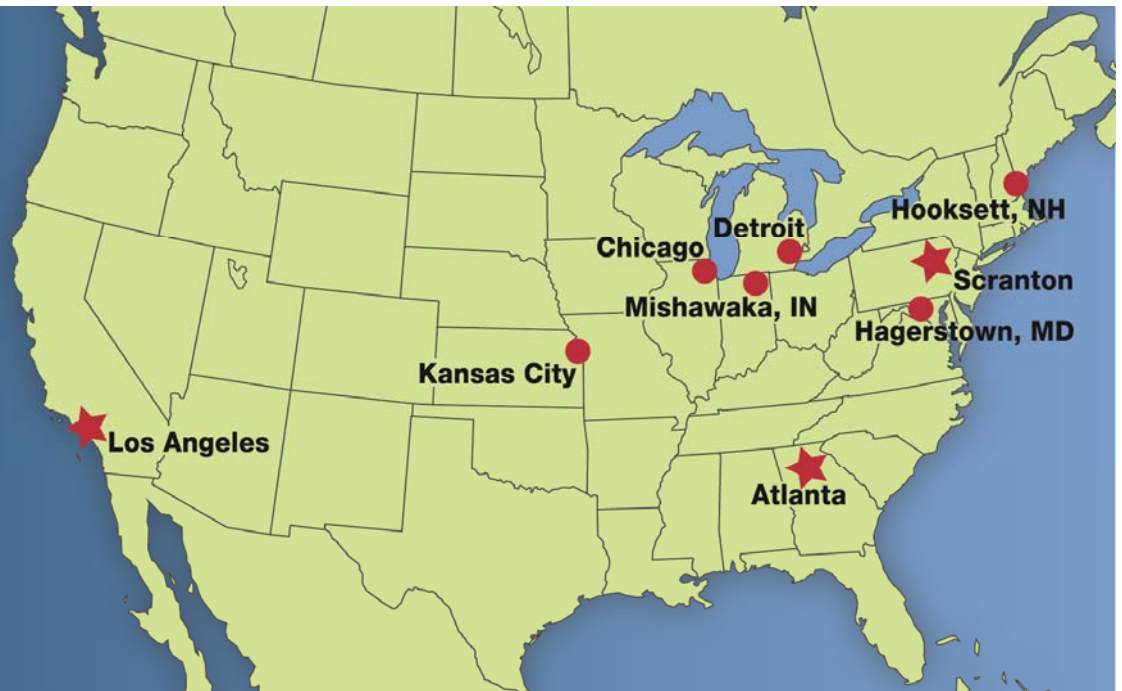 Hooksett, NH
Detroit
Chicago
Scranton
Mishawaka, IN
Hagerstown, MD
Kansas City
Los Angeles
Atlanta